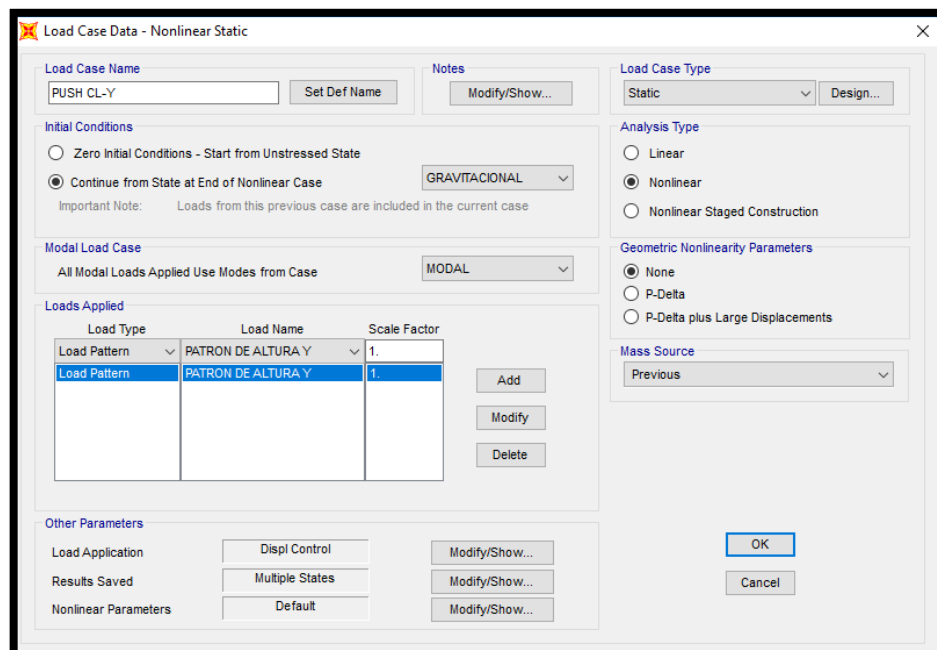 Load Case Data - Nonlinear Static
Load Case Name
PUSH CL-Y
Set Def Name
Notes
Modify/Show...
Load Case Type
Static
Design...
Initial Conditions
Zero Initial Conditions - Start from Unstressed State
Continue from State at End of Nonlinear Case
GRAVITACIONAL
Important Note: Loads from this previous case are included in the current case
Analysis Type
Linear
Nonlinear
Nonlinear Staged Construction
Modal Load Case
All Modal Loads Applied Use Modes from Case
MODAL
Geometric Nonlinearity Parameters
None
P-Delta
P-Delta plus Large Displacements
Loads Applied
Load Type Load Name Scale Factor
Load Pattern PATRON DE ALTURA Y 1.
Load Pattern PATRON DE ALTURA Y 1.
Add
Modify
Delete
Mass Source
Previous
Other Parameters
Load Application Displ Control Modify/Show...
Results Saved Multiple States Modify/Show...
Nonlinear Parameters Default Modify/Show...
OK
Cancel